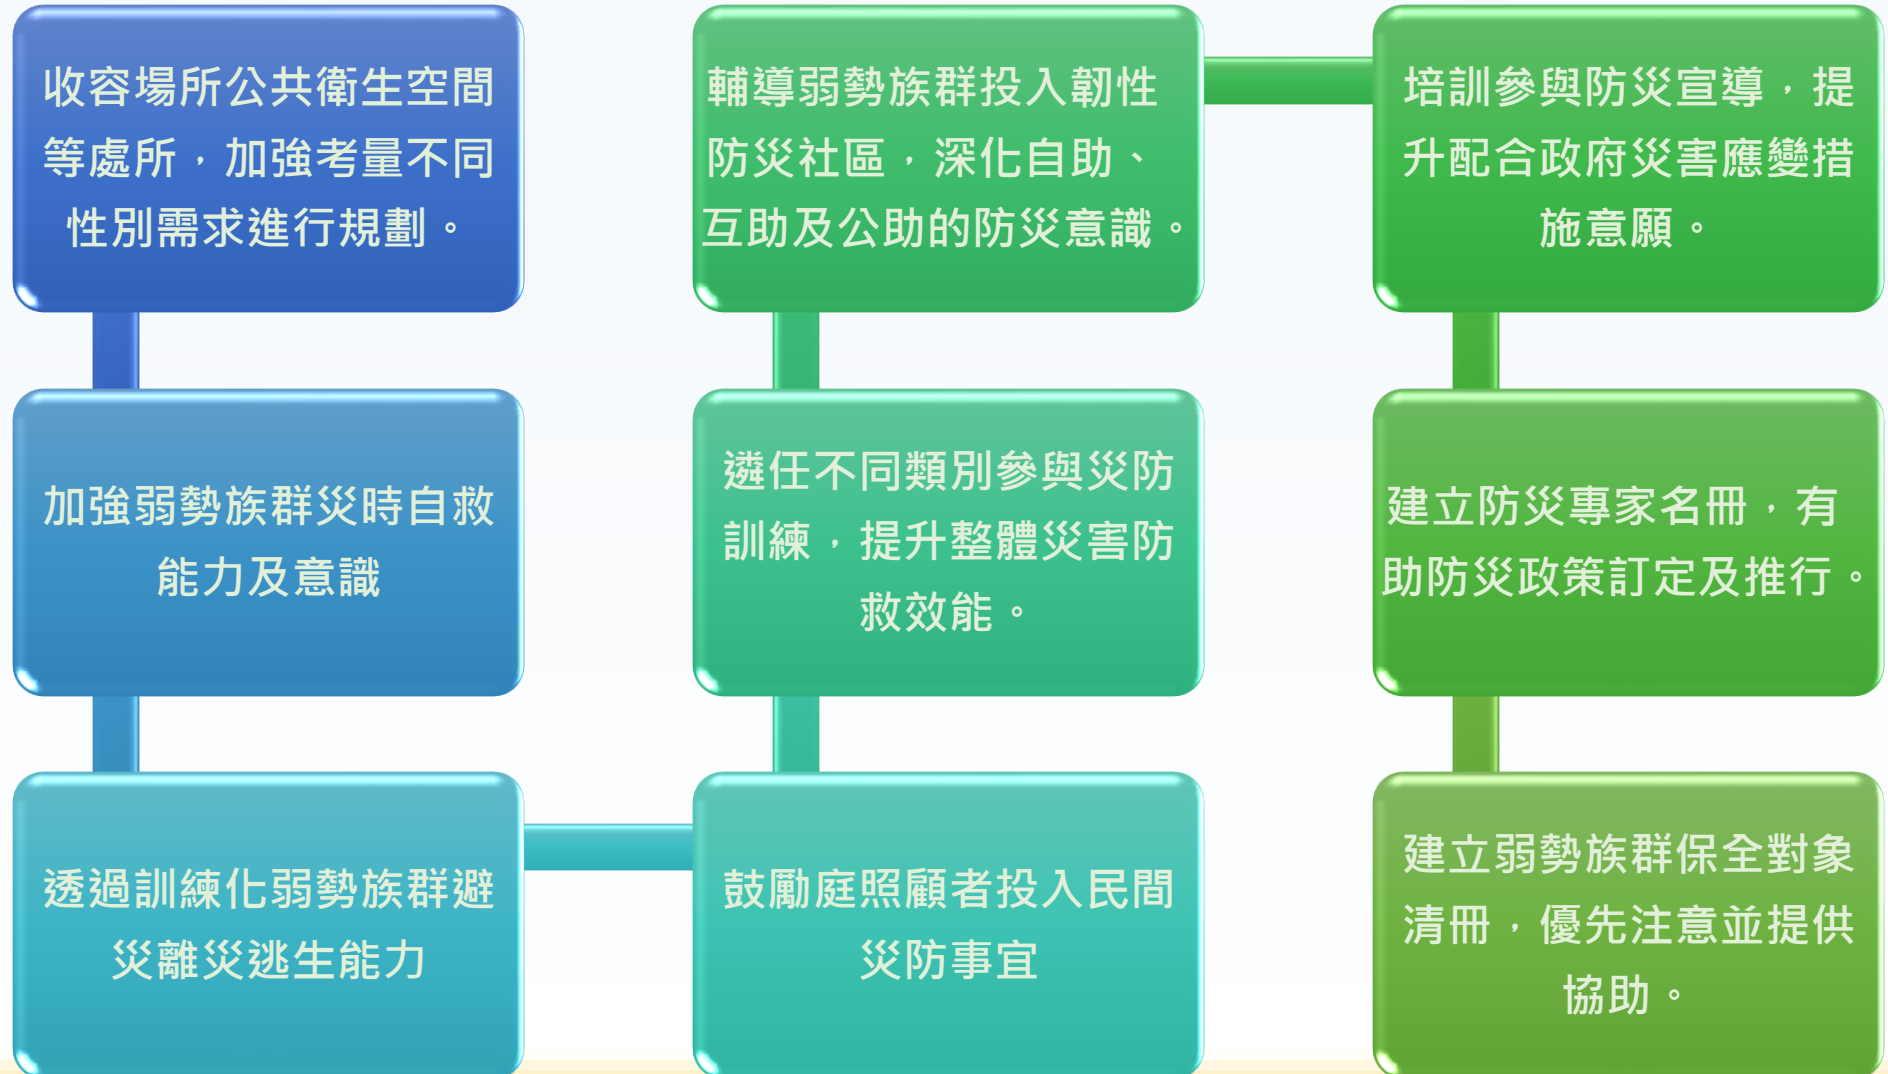 收容場所公共衛生空間
等處所，加強考量不同
性別需求進行規劃。
加強弱勢族群災時自救
能力及意識
透過訓練化弱勢族群避
災離災逃生能力
鼓勵庭照顧者投入民間
災防事宜
遴任不同類別參與災防
訓練，提升整體災害防
救效能。
輔導弱勢族群投入韌性
防災社區，深化自助、
互助及公助的防災意識。
培訓參與防災宣導，提
升配合政府災害應變措
施意願。
建立防災專家名冊，有
助防災政策訂定及推行。
建立弱勢族群保全對象
清冊，優先注意並提供
協助。